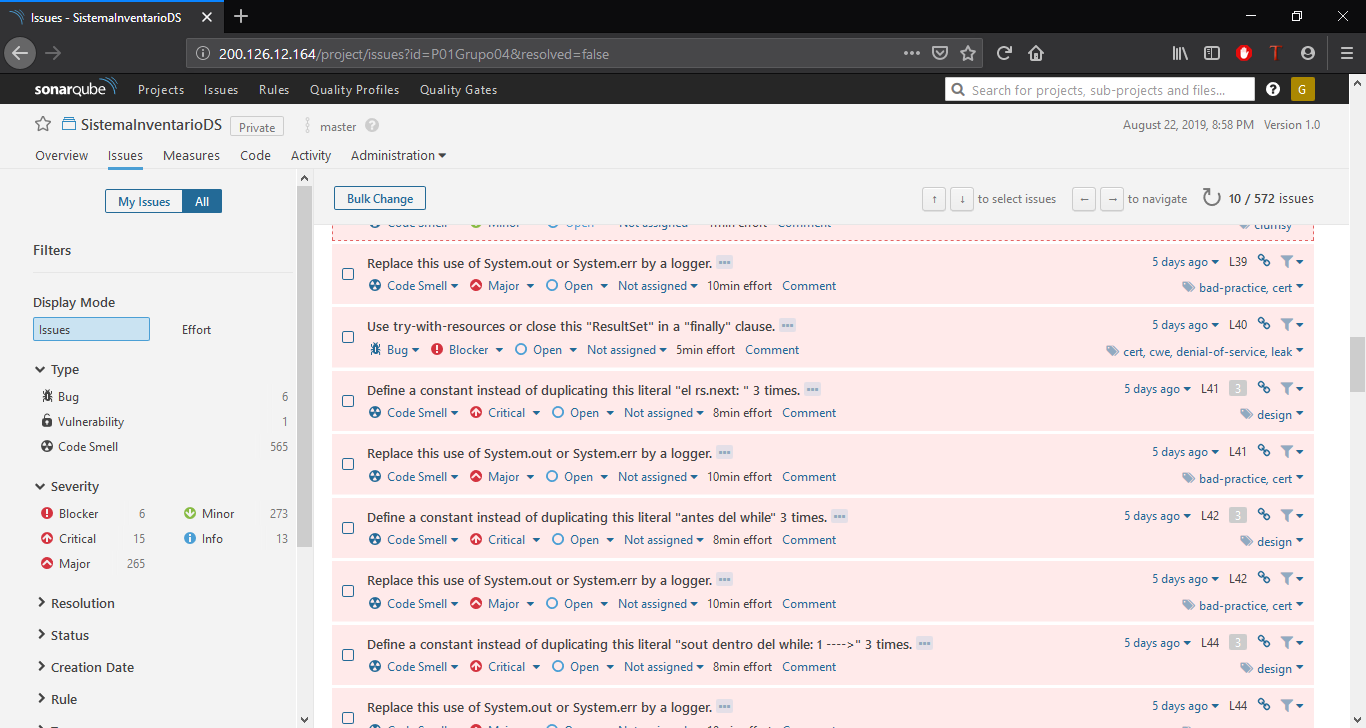 Issues - SistemaInventarioDS
200.126.12.164/project/issues?id=P01Grupo04&resolved=false
sonarqube Projects Issues Rules Quality Profiles Quality Gates Search for projects, sub-projects and files... ? G
SistemaInventarioDS Private master ? August 22, 2019, 8:58 PM Version 1.0
Overview Issues Measures Code Activity Administration
My Issues All
Bulk Change ↑ ↓ to select issues ← → to navigate 10 / 572 issues
Filters
Display Mode
Issues Effort
Type
Bug 6
Vulnerability 1
Code Smell 565
Severity
Blocker 6 Minor 273
Critical 15 Info 13
Major 265
Resolution
Status
Creation Date
Rule
Code Smell Minor Open Not assigned 1min effort Comment clumsy
Replace this use of System.out or System.err by a logger. 5 days ago L39
Code Smell Major Open Not assigned 10min effort Comment bad-practice, cert
Use try-with-resources or close this "ResultSet" in a "finally" clause. 5 days ago L40
Bug Blocker Open Not assigned 5min effort Comment cert, cwe, denial-of-service, leak
Define a constant instead of duplicating this literal "el rs.next: " 3 times. 5 days ago L41 3
Code Smell Critical Open Not assigned 8min effort Comment design
Replace this use of System.out or System.err by a logger. 5 days ago L41
Code Smell Major Open Not assigned 10min effort Comment bad-practice, cert
Define a constant instead of duplicating this literal "antes del while" 3 times. 5 days ago L42 3
Code Smell Critical Open Not assigned 8min effort Comment design
Replace this use of System.out or System.err by a logger. 5 days ago L42
Code Smell Major Open Not assigned 10min effort Comment bad-practice, cert
Define a constant instead of duplicating this literal "sout dentro del while: 1 ---->" 3 times. 5 days ago L44 3
Code Smell Critical Open Not assigned 8min effort Comment design
Replace this use of System.out or System.err by a logger. 5 days ago L44